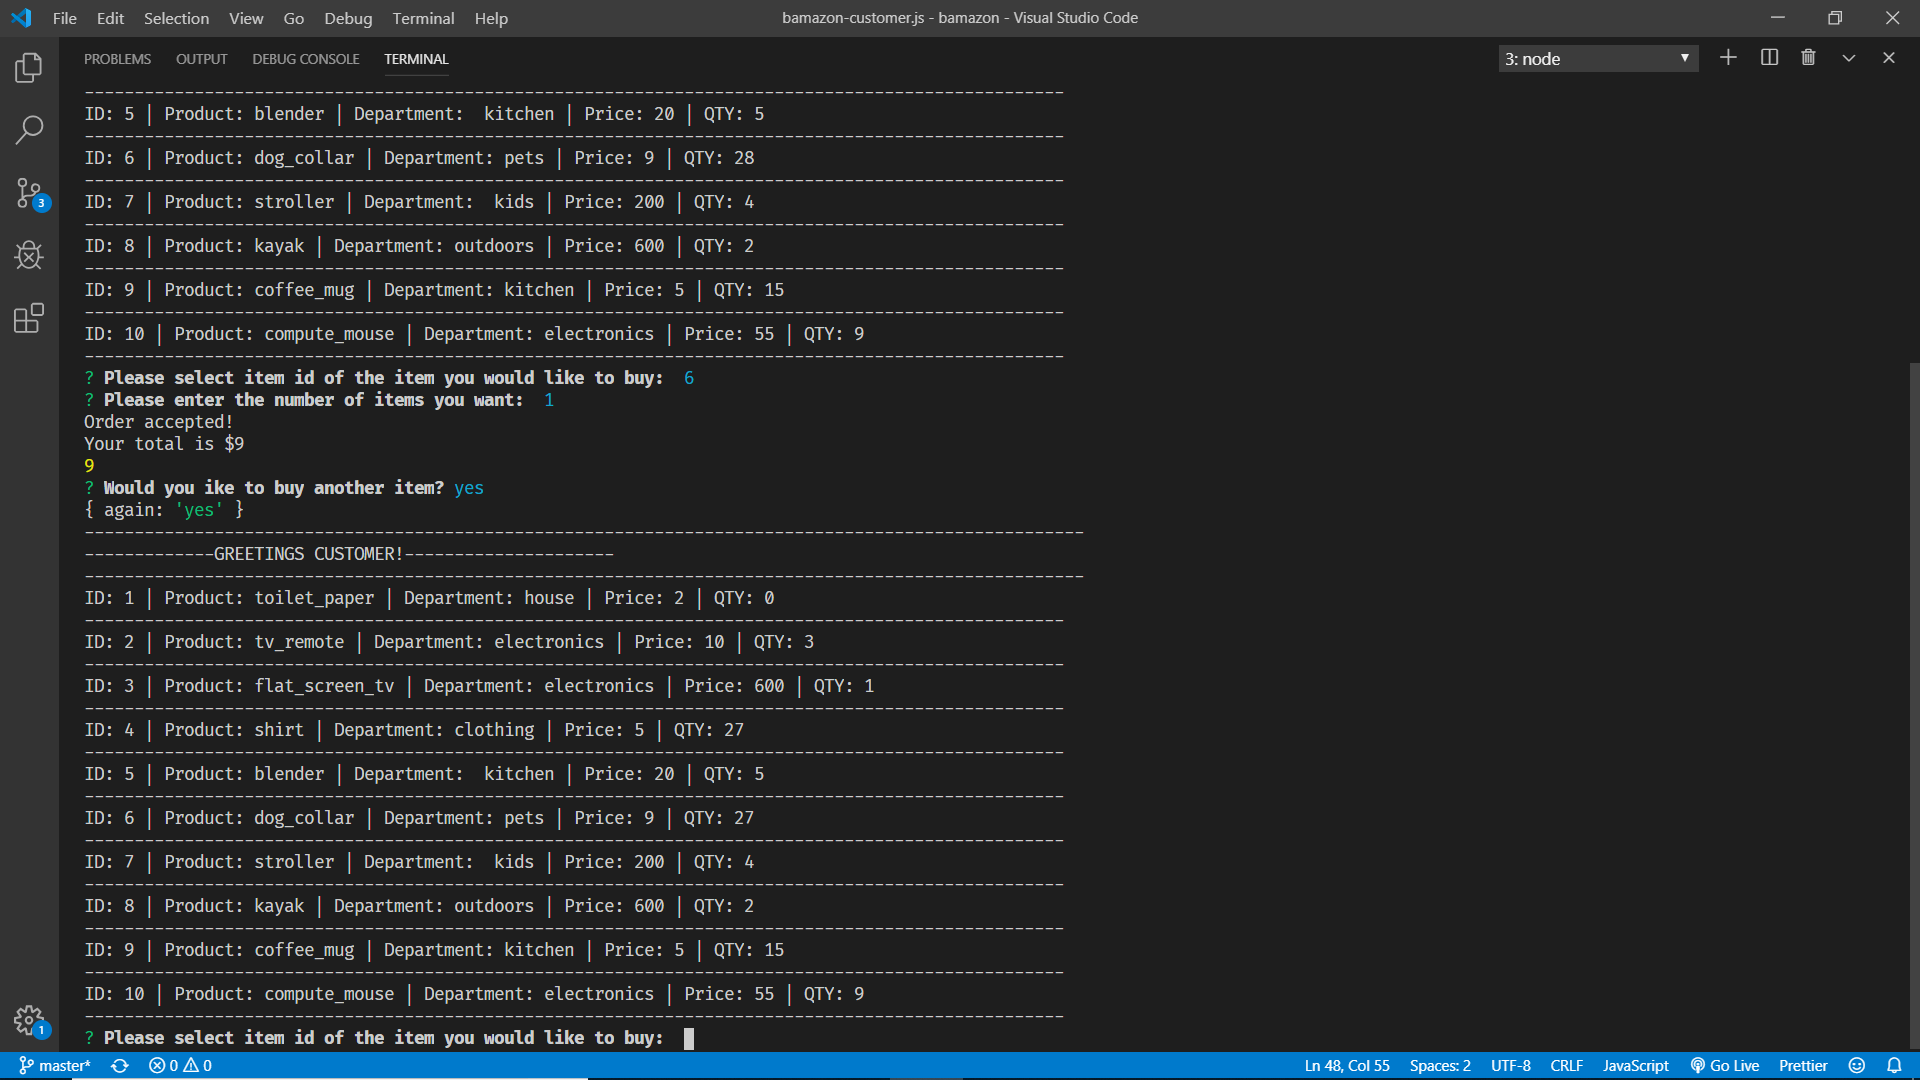 File Edit Selection View Go Debug Terminal Help bamazon-customer.js - bamazon - Visual Studio Code
PROBLEMS OUTPUT DEBUG CONSOLE TERMINAL 3: node
--------------------------------------------------------------------------------------------------
ID: 5 | Product: blender | Department:  kitchen | Price: 20 | QTY: 5
--------------------------------------------------------------------------------------------------
ID: 6 | Product: dog_collar | Department: pets | Price: 9 | QTY: 28
--------------------------------------------------------------------------------------------------
ID: 7 | Product: stroller | Department:  kids | Price: 200 | QTY: 4
--------------------------------------------------------------------------------------------------
ID: 8 | Product: kayak | Department: outdoors | Price: 600 | QTY: 2
--------------------------------------------------------------------------------------------------
ID: 9 | Product: coffee_mug | Department: kitchen | Price: 5 | QTY: 15
--------------------------------------------------------------------------------------------------
ID: 10 | Product: compute_mouse | Department: electronics | Price: 55 | QTY: 9
--------------------------------------------------------------------------------------------------
? Please select item id of the item you would like to buy:  6
? Please enter the number of items you want:  1
Order accepted!
Your total is $9
9
? Would you ike to buy another item? yes
{ again: 'yes' }
----------------------------------------------------------------------------------------------------
-------------GREETINGS CUSTOMER!---------------------
----------------------------------------------------------------------------------------------------
ID: 1 | Product: toilet_paper | Department: house | Price: 2 | QTY: 0
--------------------------------------------------------------------------------------------------
ID: 2 | Product: tv_remote | Department: electronics | Price: 10 | QTY: 3
--------------------------------------------------------------------------------------------------
ID: 3 | Product: flat_screen_tv | Department: electronics | Price: 600 | QTY: 1
--------------------------------------------------------------------------------------------------
ID: 4 | Product: shirt | Department: clothing | Price: 5 | QTY: 27
--------------------------------------------------------------------------------------------------
ID: 5 | Product: blender | Department:  kitchen | Price: 20 | QTY: 5
--------------------------------------------------------------------------------------------------
ID: 6 | Product: dog_collar | Department: pets | Price: 9 | QTY: 27
--------------------------------------------------------------------------------------------------
ID: 7 | Product: stroller | Department:  kids | Price: 200 | QTY: 4
--------------------------------------------------------------------------------------------------
ID: 8 | Product: kayak | Department: outdoors | Price: 600 | QTY: 2
--------------------------------------------------------------------------------------------------
ID: 9 | Product: coffee_mug | Department: kitchen | Price: 5 | QTY: 15
--------------------------------------------------------------------------------------------------
ID: 10 | Product: compute_mouse | Department: electronics | Price: 55 | QTY: 9
--------------------------------------------------------------------------------------------------
? Please select item id of the item you would like to buy:
3
1
master* 0 0 Ln 48, Col 55 Spaces: 2 UTF-8 CRLF JavaScript Go Live Prettier